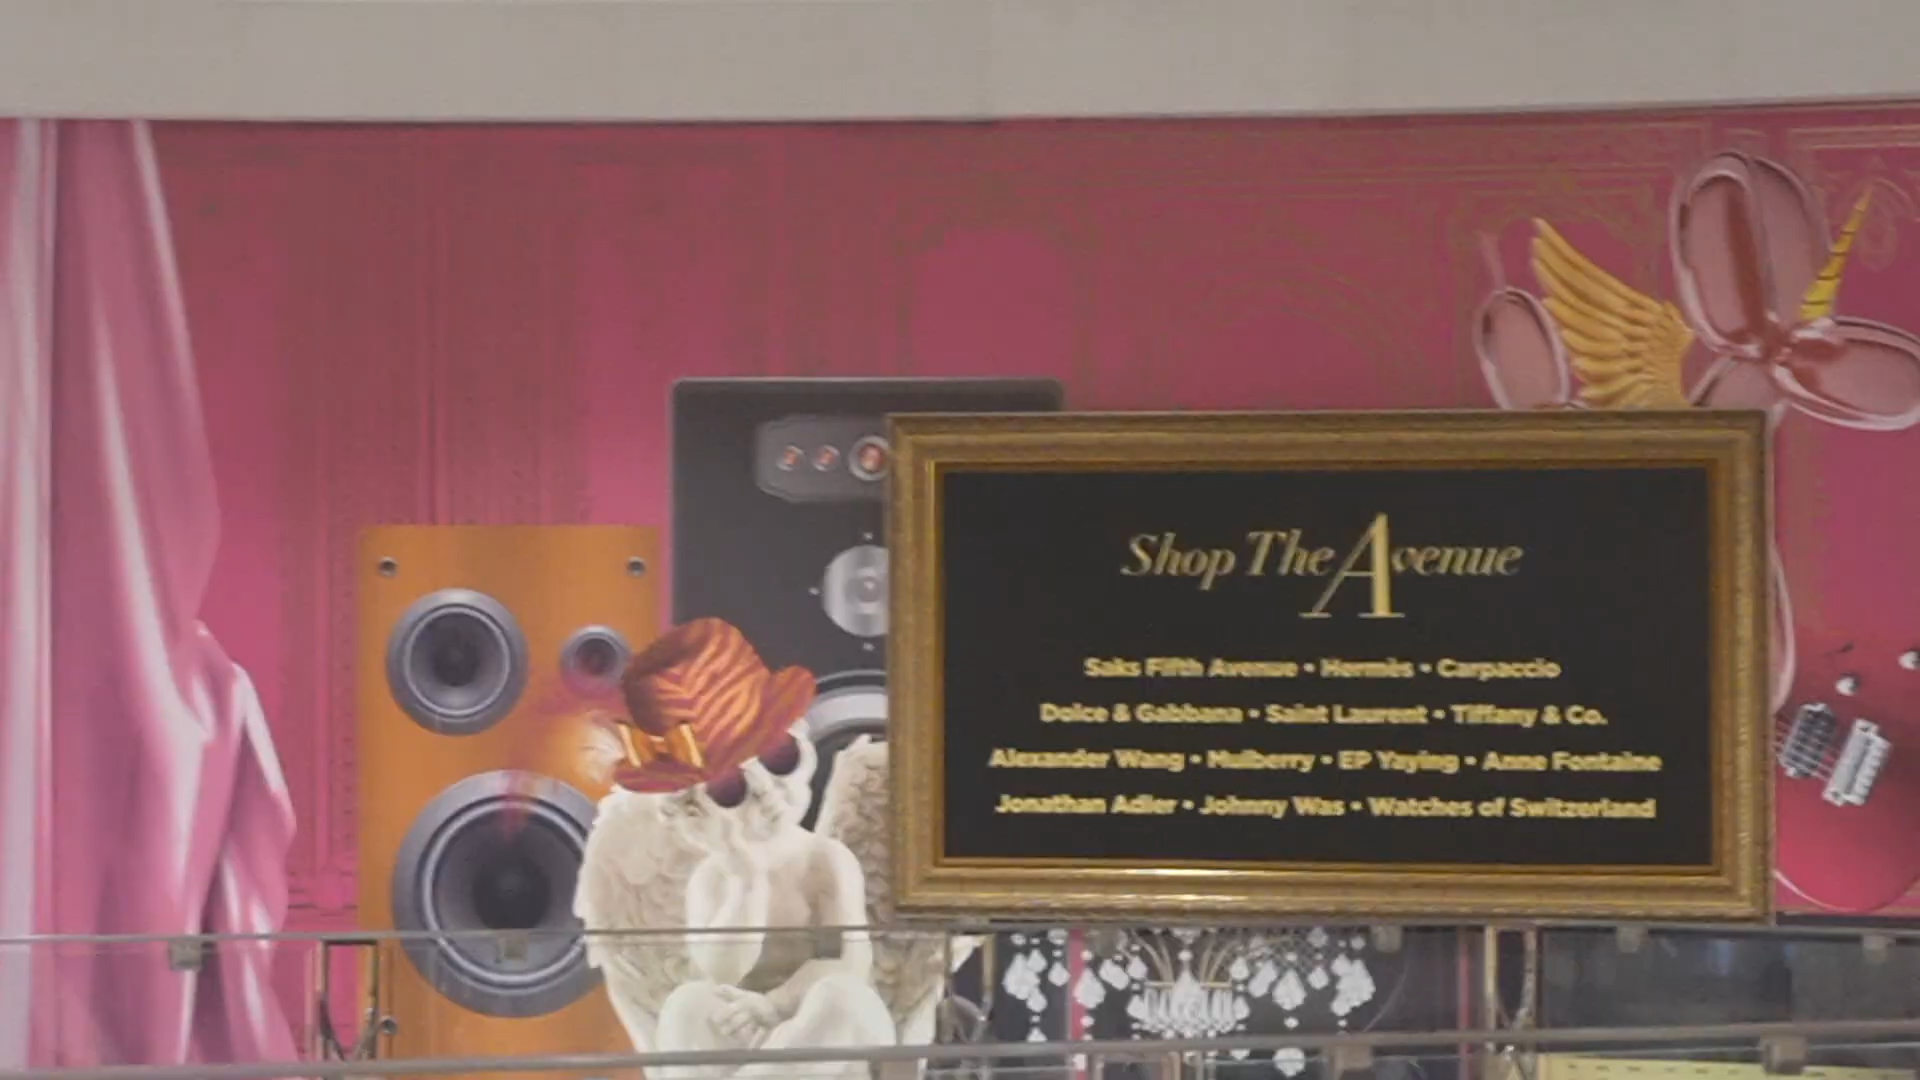 Shop The Avenue
Saks Fifth Avenue • Hermès • Carpaccio
Dolce & Gabbana • Saint Laurent • Tiffany & Co.
Alexander Wang • Mulberry • EP Yaying • Anne Fontaine
Jonathan Adler • Johnny Was • Watches of Switzerland